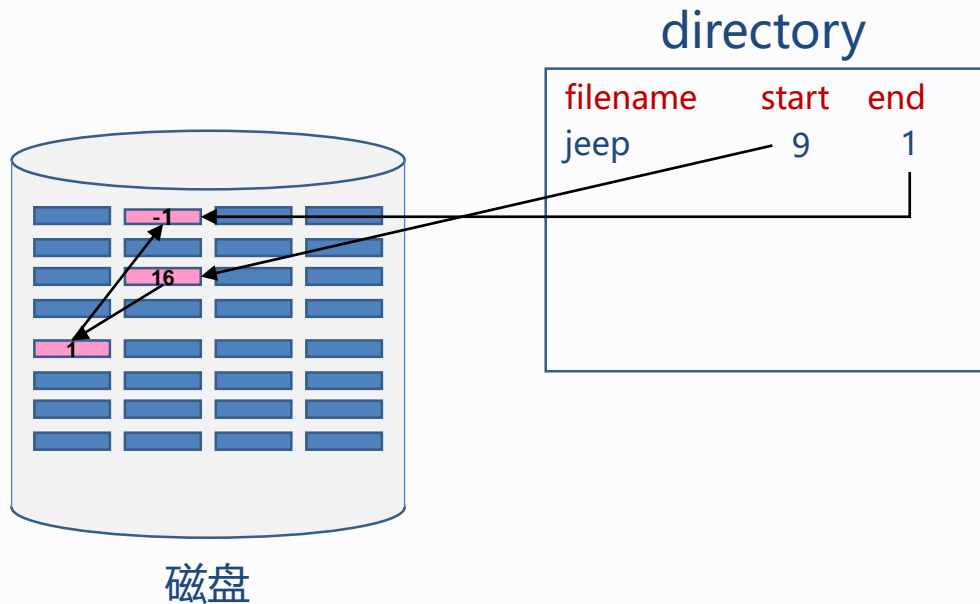 directory
filename start end
jeep 9 1
-1
16
1
磁盘